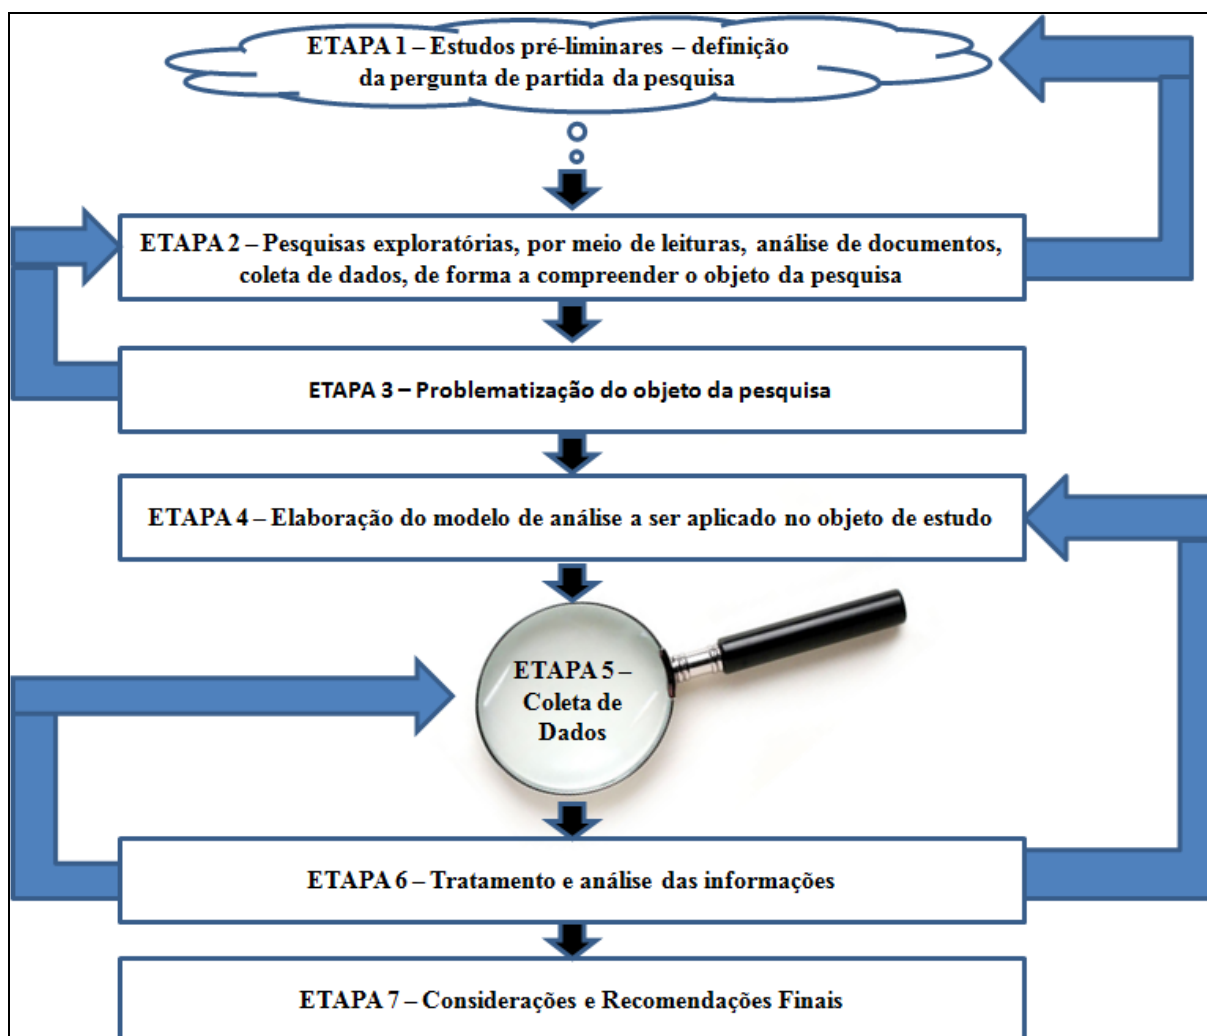 ETAPA 1 – Estudos pré-liminares – definição
da pergunta de partida da pesquisa
ETAPA 2 – Pesquisas exploratórias, por meio de leituras, análise de documentos,
coleta de dados, de forma a compreender o objeto da pesquisa
ETAPA 3 – Problematização do objeto da pesquisa
ETAPA 4 – Elaboração do modelo de análise a ser aplicado no objeto de estudo
ETAPA 5 –
Coleta de
Dados
ETAPA 6 – Tratamento e análise das informações
ETAPA 7 – Considerações e Recomendações Finais